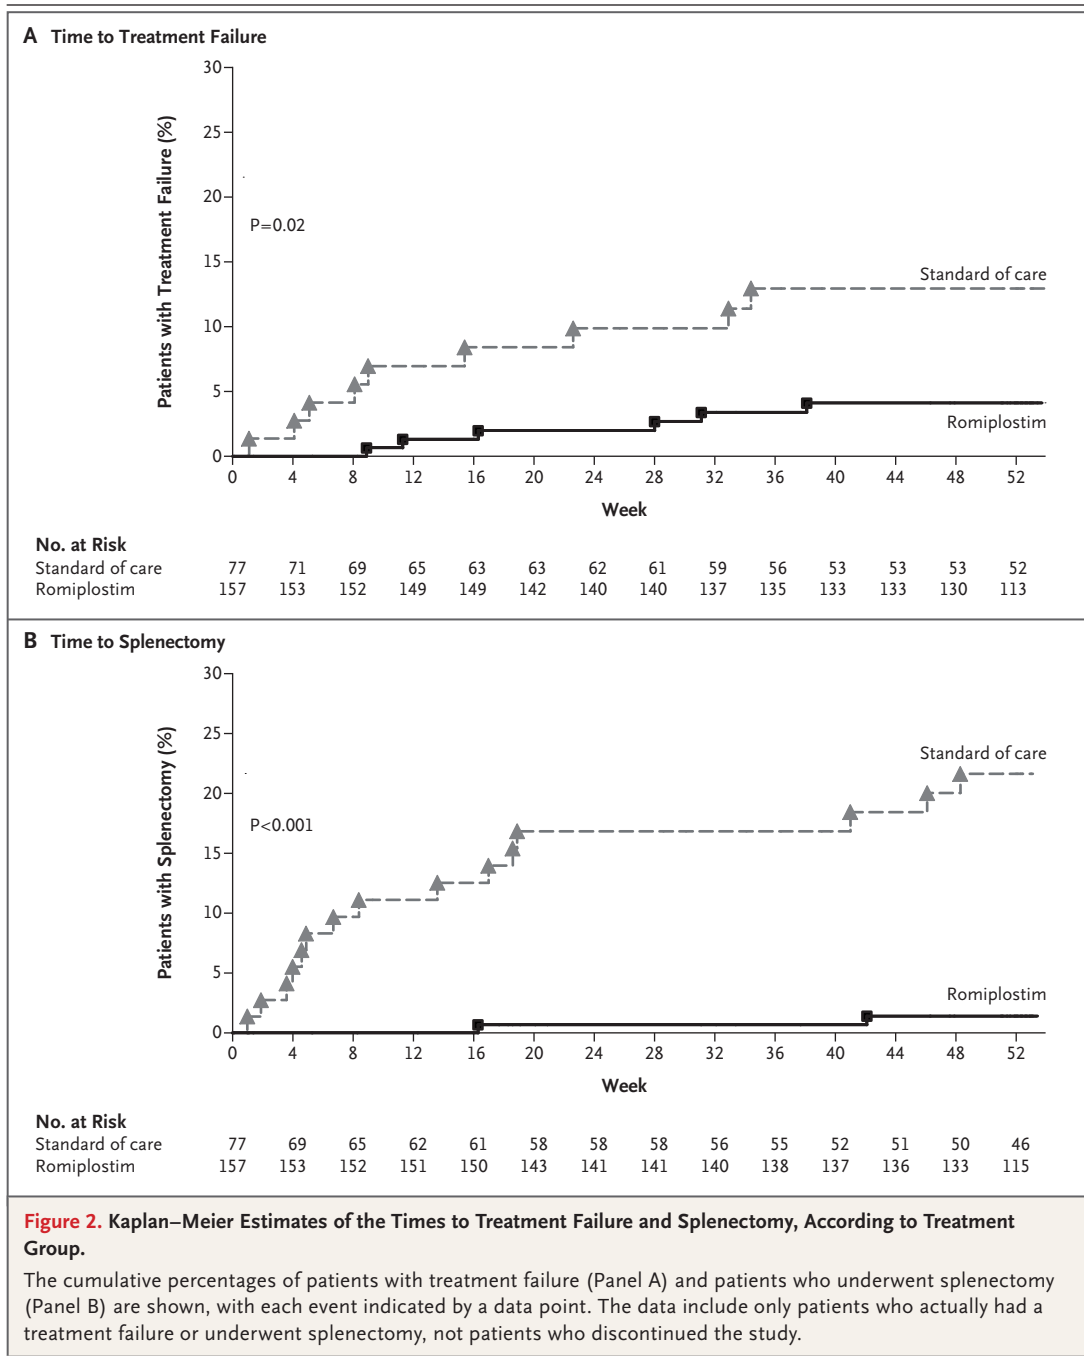 A Time to Treatment Failure
30
25
20
15
10
5
0
Patients with Treatment Failure (%)
P=0.02
Standard of care
Romiplostim
0 4 8 12 16 20 24 28 32 36 40 44 48 52
Week
No. at Risk
Standard of care 77 71 69 65 63 63 62 61 59 56 53 53 53 52
Romiplostim 157 153 152 149 149 142 140 140 137 135 133 133 130 113
B Time to Splenectomy
30
25
20
15
10
5
0
Patients with Splenectomy (%)
P<0.001
Standard of care
Romiplostim
0 4 8 12 16 20 24 28 32 36 40 44 48 52
Week
No. at Risk
Standard of care 77 69 65 62 61 58 58 58 56 55 52 51 50 46
Romiplostim 157 153 152 151 150 143 141 141 140 138 137 136 133 115
Figure 2. Kaplan–Meier Estimates of the Times to Treatment Failure and Splenectomy, According to Treatment
Group.
The cumulative percentages of patients with treatment failure (Panel A) and patients who underwent splenectomy
(Panel B) are shown, with each event indicated by a data point. The data include only patients who actually had a
treatment failure or underwent splenectomy, not patients who discontinued the study.